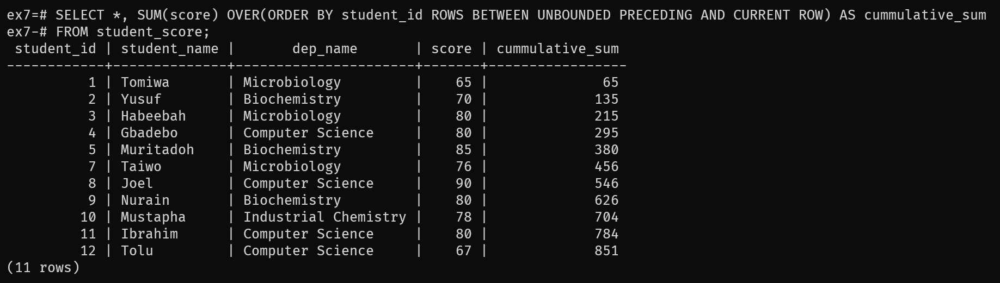 ex7=# SELECT *, SUM(score) OVER(ORDER BY student_id ROWS BETWEEN UNBOUNDED PRECEDING AND CURRENT ROW) AS cummulative_sum
ex7-# FROM student_score;
 student_id | student_name |       dep_name       | score | cummulative_sum
------------+--------------+----------------------+-------+-----------------
          1 | Tomiwa       | Microbiology         |    65 |              65
          2 | Yusuf        | Biochemistry         |    70 |             135
          3 | Habeebah     | Microbiology         |    80 |             215
          4 | Gbadebo      | Computer Science     |    80 |             295
          5 | Muritadoh    | Biochemistry         |    85 |             380
          7 | Taiwo        | Microbiology         |    76 |             456
          8 | Joel         | Computer Science     |    90 |             546
          9 | Nurain       | Biochemistry         |    80 |             626
         10 | Mustapha     | Industrial Chemistry |    78 |             704
         11 | Ibrahim      | Computer Science     |    80 |             784
         12 | Tolu         | Computer Science     |    67 |             851
(11 rows)